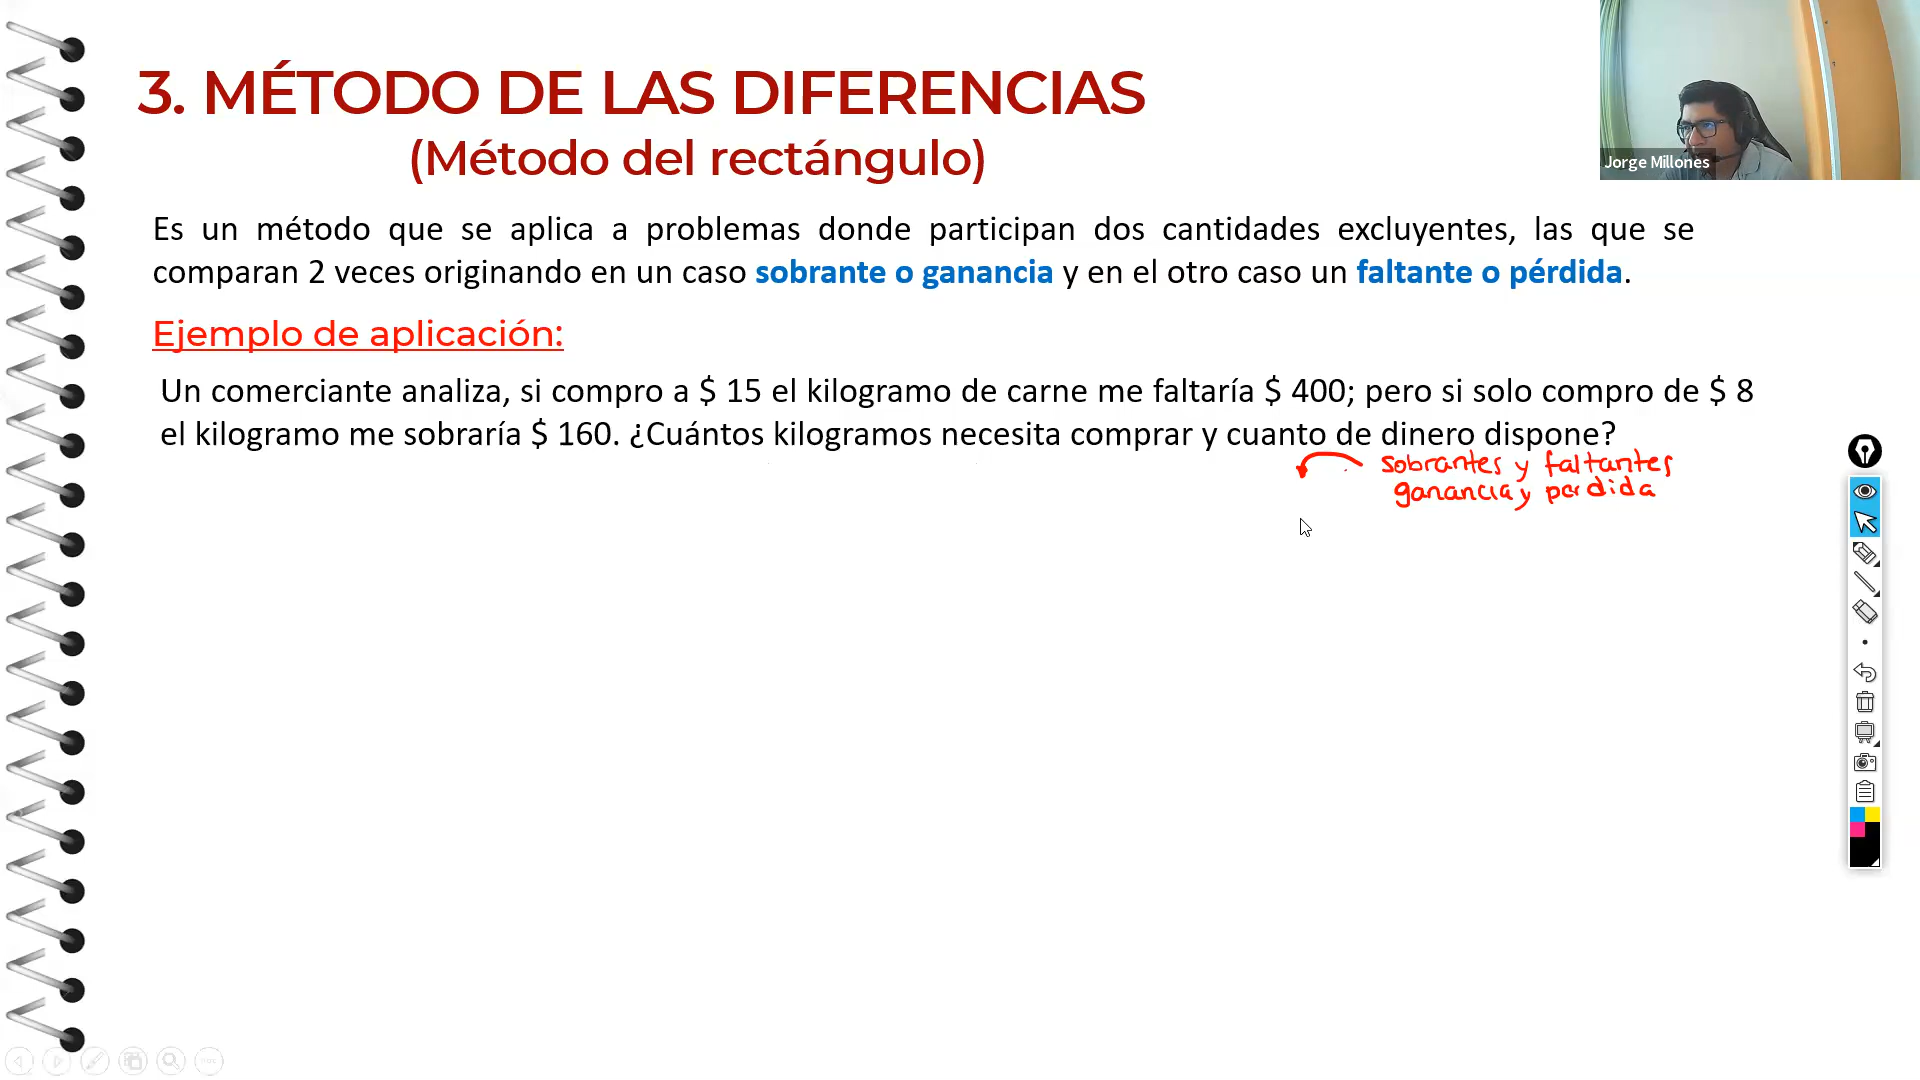 3. MÉTODO DE LAS DIFERENCIAS
(Método del rectángulo)
Jorge Millones
Es un método que se aplica a problemas donde participan dos cantidades excluyentes, las que se
comparan 2 veces originando en un caso sobrante o ganancia y en el otro caso un faltante o pérdida.
Ejemplo de aplicación:
Un comerciante analiza, si compro a $ 15 el kilogramo de carne me faltaría $ 400; pero si solo compro de $ 8
el kilogramo me sobraría $ 160. ¿Cuántos kilogramos necesita comprar y cuanto de dinero dispone?
sobrantes y faltantes
ganancia y perdida